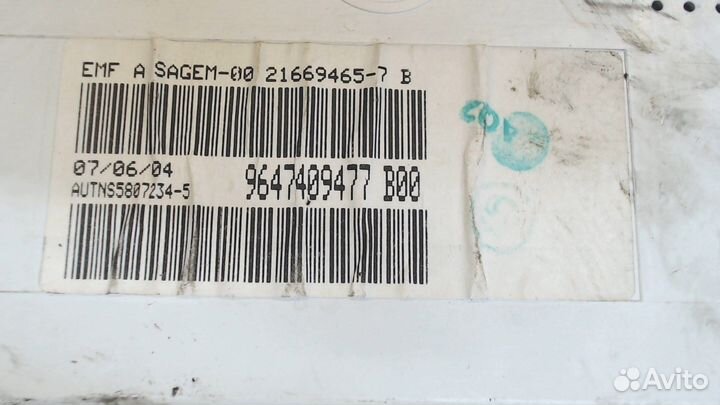 EMF A SAGEM-00 21669465-7 B
07/06/04
AUTNS5807234-5
9647409477 B00
Avito